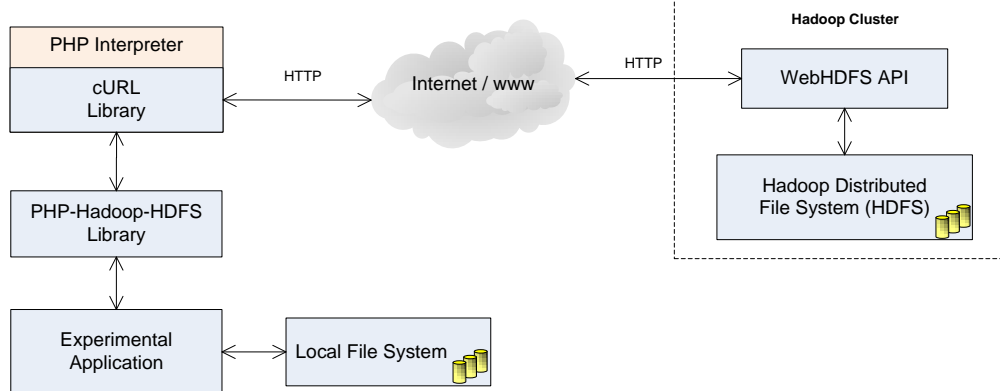 Hadoop Cluster
PHP Interpreter
cURL
Library
HTTP
Internet / www
HTTP
WebHDFS API
Hadoop Distributed
File System (HDFS)
PHP-Hadoop-HDFS
Library
Experimental
Application
Local File System